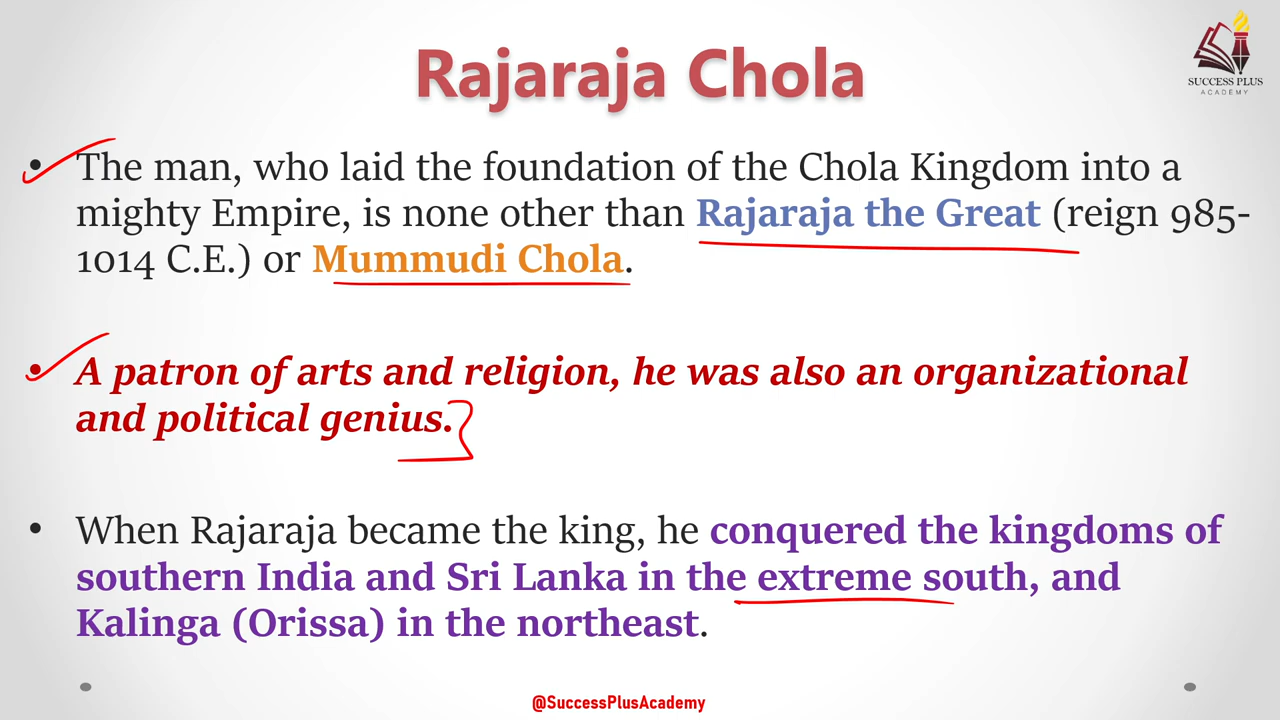 Rajaraja Chola
SUCCESS PLUS
ACADEMY
• The man, who laid the foundation of the Chola Kingdom into a
mighty Empire, is none other than Rajaraja the Great (reign 985-
1014 C.E.) or Mummudi Chola.
• A patron of arts and religion, he was also an organizational
and political genius.
• When Rajaraja became the king, he conquered the kingdoms of
southern India and Sri Lanka in the extreme south, and
Kalinga (Orissa) in the northeast.
@SuccessPlusAcademy